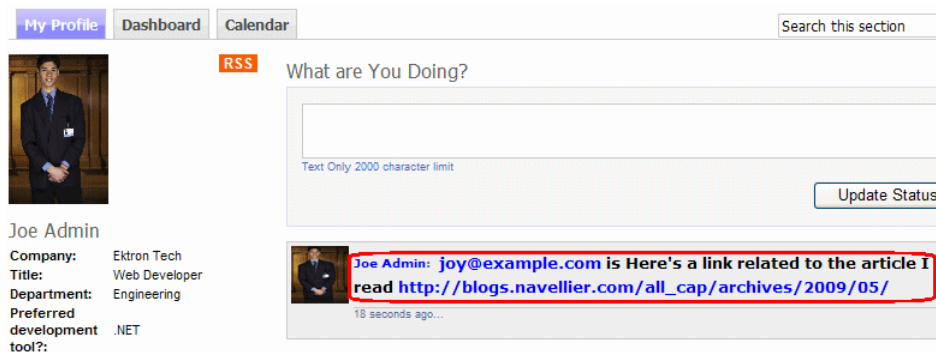 My Profile Dashboard Calendar
Search this section
RSS
What are You Doing?
Text Only 2000 character limit
Update Status
Joe Admin
Company: Ektron Tech
Title: Web Developer
Department: Engineering
Preferred
development .NET
tool?:
Joe Admin: joy@example.com is Here's a link related to the article I
read http://blogs.navellier.com/all_cap/archives/2009/05/
18 seconds ago...